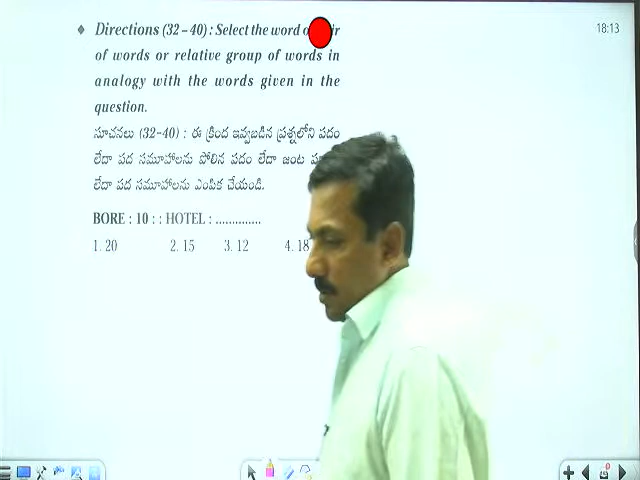 Directions (32 – 40) : Select the word
of words or relative group of words in
analogy with the words given in the
question.
సూచనలు (32-40) : ఈ క్రింద ఇవ్వబడిన ప్రశ్నలోని పదం
లేదా పద సమూహాలను పోలిన పదం లేదా జంట
లేదా పద సమూహాలను ఎంపిక చేయండి.
BORE : 10 : : HOTEL : ..............
1. 20 2. 15 3. 12 4. 18
18:13